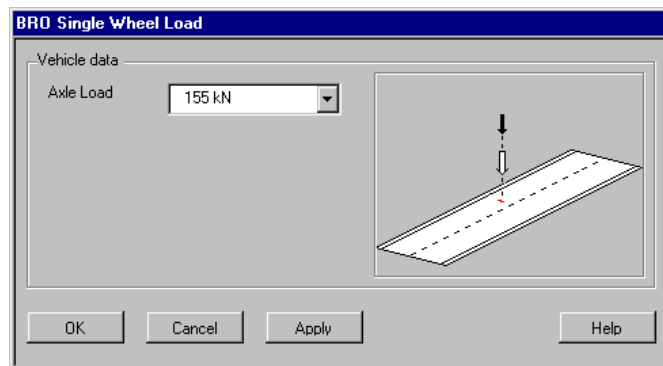 BRO Single Wheel Load
Vehicle data
Axle Load
155 kN
OK
Cancel
Apply
Help